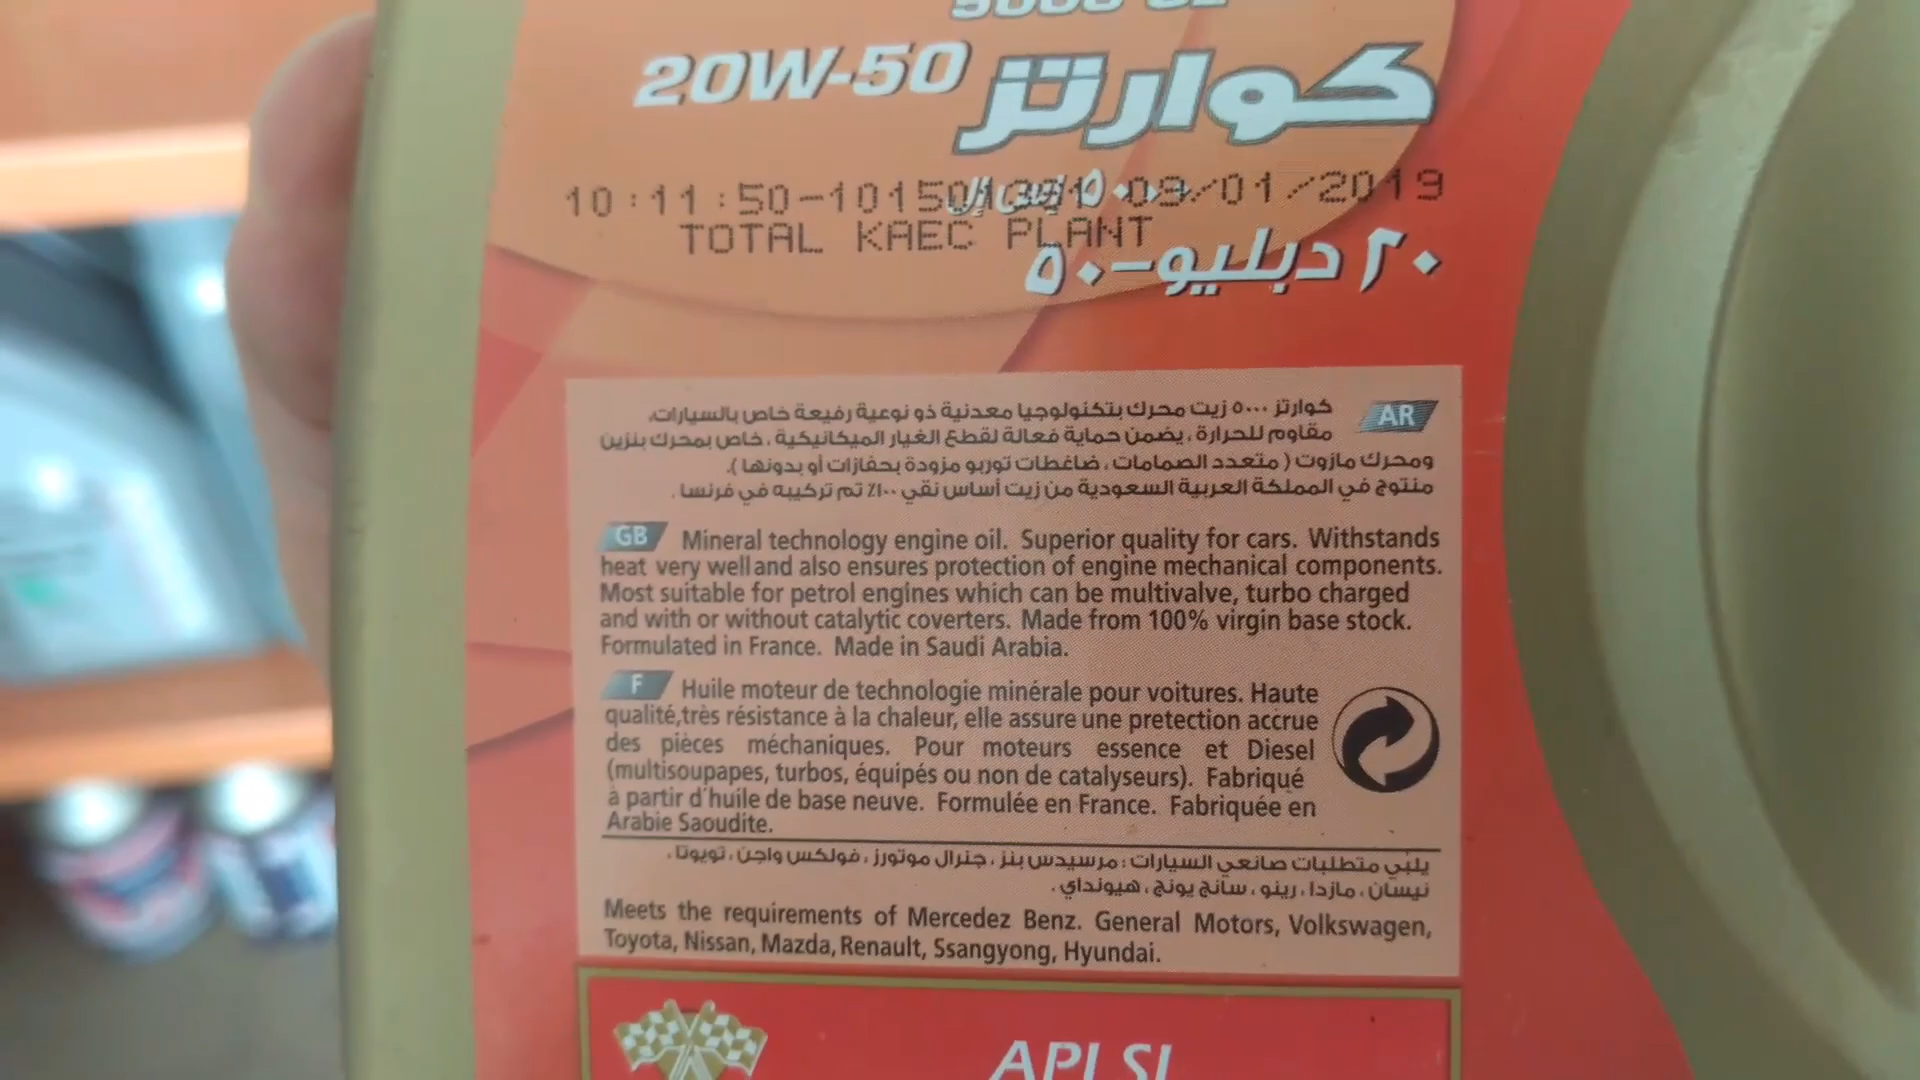 20W-50 كوارتز
10:11:50-1015 09/01/2019
TOTAL KAEC PLANT
٢٠ دبليو-٥٠
AR كوارتز ٥٠٠٠ زيت محرك بتكنولوجيا معدنية ذو نوعية رفيعة خاص بالسيارات،
مقاوم للحرارة، يضمن حماية فعالة لقطع الغيار الميكانيكية، خاص بمحرك بنزين
ومحرك مازوت ( متعدد الصمامات، ضاغطات توربو مزودة بحفازات أو بدونها ).
منتوج في المملكة العربية السعودية من زيت أساس نقي ١٠٠٪ تم تركيبه في فرنسا.
GB Mineral technology engine oil. Superior quality for cars. Withstands
heat very well and also ensures protection of engine mechanical components.
Most suitable for petrol engines which can be multivalve, turbo charged
and with or without catalytic coverters. Made from 100% virgin base stock.
Formulated in France. Made in Saudi Arabia.
F Huile moteur de technologie minérale pour voitures. Haute
qualité,très résistance à la chaleur, elle assure une pretection accrue
des pièces méchaniques. Pour moteurs essence et Diesel
(multisoupapes, turbos, équipés ou non de catalyseurs). Fabriqué
à partir d'huile de base neuve. Formulée en France. Fabriquée en
Arabie Saoudite.
يلبي متطلبات صانعي السيارات: مرسيدس بنز، جنرال موتورز، فولكس واجن، تويوتا،
نيسان، مازدا، رينو، سانج يونج، هيونداي.
Meets the requirements of Mercedez Benz. General Motors, Volkswagen,
Toyota, Nissan, Mazda, Renault, Ssangyong, Hyundai.
API SL